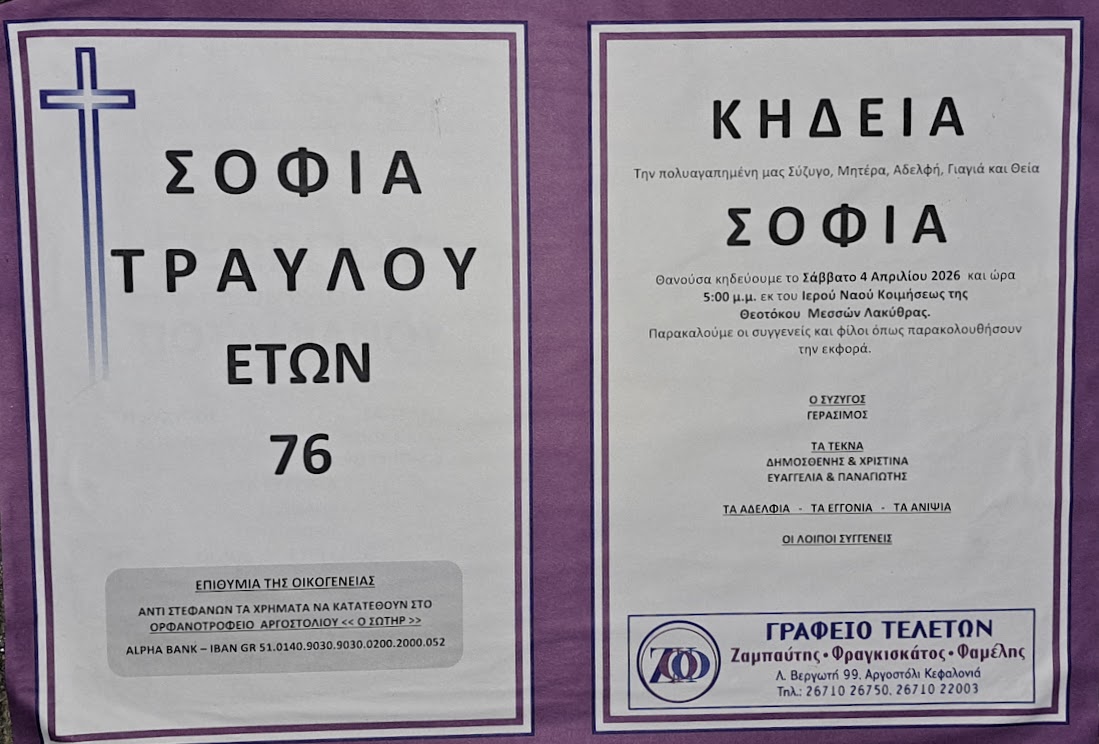 ΣΟΦΙΑ
ΤΡΑΥΛΟΥ
ΕΤΩΝ
76
ΕΠΙΘΥΜΙΑ ΤΗΣ ΟΙΚΟΓΕΝΕΙΑΣ
ΑΝΤΙ ΣΤΕΦΑΝΩΝ ΤΑ ΧΡΗΜΑΤΑ ΝΑ ΚΑΤΑΤΕΘΟΥΝ ΣΤΟ
ΟΡΦΑΝΟΤΡΟΦΕΙΟ ΑΡΓΟΣΤΟΛΙΟΥ << Ο ΣΩΤΗΡ >>
ALPHA BANK – IBAN GR 51.0140.9030.9030.0200.2000.052
ΚΗΔΕΙΑ
Την πολυαγαπημένη μας Σύζυγο, Μητέρα, Αδελφή, Γιαγιά και Θεία
ΣΟΦΙΑ
Θανούσα κηδεύουμε το Σάββατο 4 Απριλίου 2026 και ώρα
5:00 μ.μ. εκ του Ιερού Ναού Κοιμήσεως της
Θεοτόκου Μεσσών Λακύθρας.
Παρακαλούμε οι συγγενείς και φίλοι όπως παρακολουθήσουν
την εκφορά.
Ο ΣΥΖΥΓΟΣ
ΓΕΡΑΣΙΜΟΣ
ΤΑ ΤΕΚΝΑ
ΔΗΜΟΣΘΕΝΗΣ & ΧΡΙΣΤΙΝΑ
ΕΥΑΓΓΕΛΙΑ & ΠΑΝΑΓΙΩΤΗΣ
ΤΑ ΑΔΕΛΦΙΑ - ΤΑ ΕΓΓΟΝΙΑ - ΤΑ ΑΝΙΨΙΑ
ΟΙ ΛΟΙΠΟΙ ΣΥΓΓΕΝΕΙΣ
ΖΦΦ
ΓΡΑΦΕΙΟ ΤΕΛΕΤΩΝ
Ζαμπαύτης • Φραγκισκάτος • Φαμέλης
Λ. Βεργωτή 99. Αργοστόλι Κεφαλονιά
Τηλ.: 26710 26750. 26710 22003